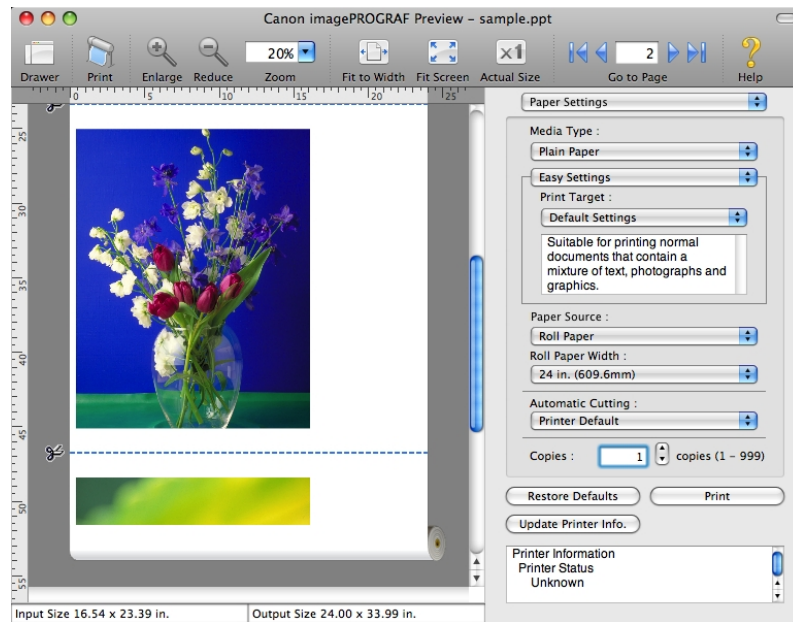 Canon imagePROGRAF Preview – sample.ppt
20% 2
Drawer Print Enlarge Reduce Zoom Fit to Width Fit Screen Actual Size Go to Page Help
0 5 10 15 20 25
25
30
35
40
45
50
55
Paper Settings
Media Type :
Plain Paper
Easy Settings
Print Target :
Default Settings
Suitable for printing normal
documents that contain a
mixture of text, photographs and
graphics.
Paper Source :
Roll Paper
Roll Paper Width :
24 in. (609.6mm)
Automatic Cutting :
Printer Default
Copies : 1 copies (1 – 999)
Restore Defaults Print
Update Printer Info.
Printer Information
Printer Status
Unknown
Input Size 16.54 x 23.39 in. Output Size 24.00 x 33.99 in.